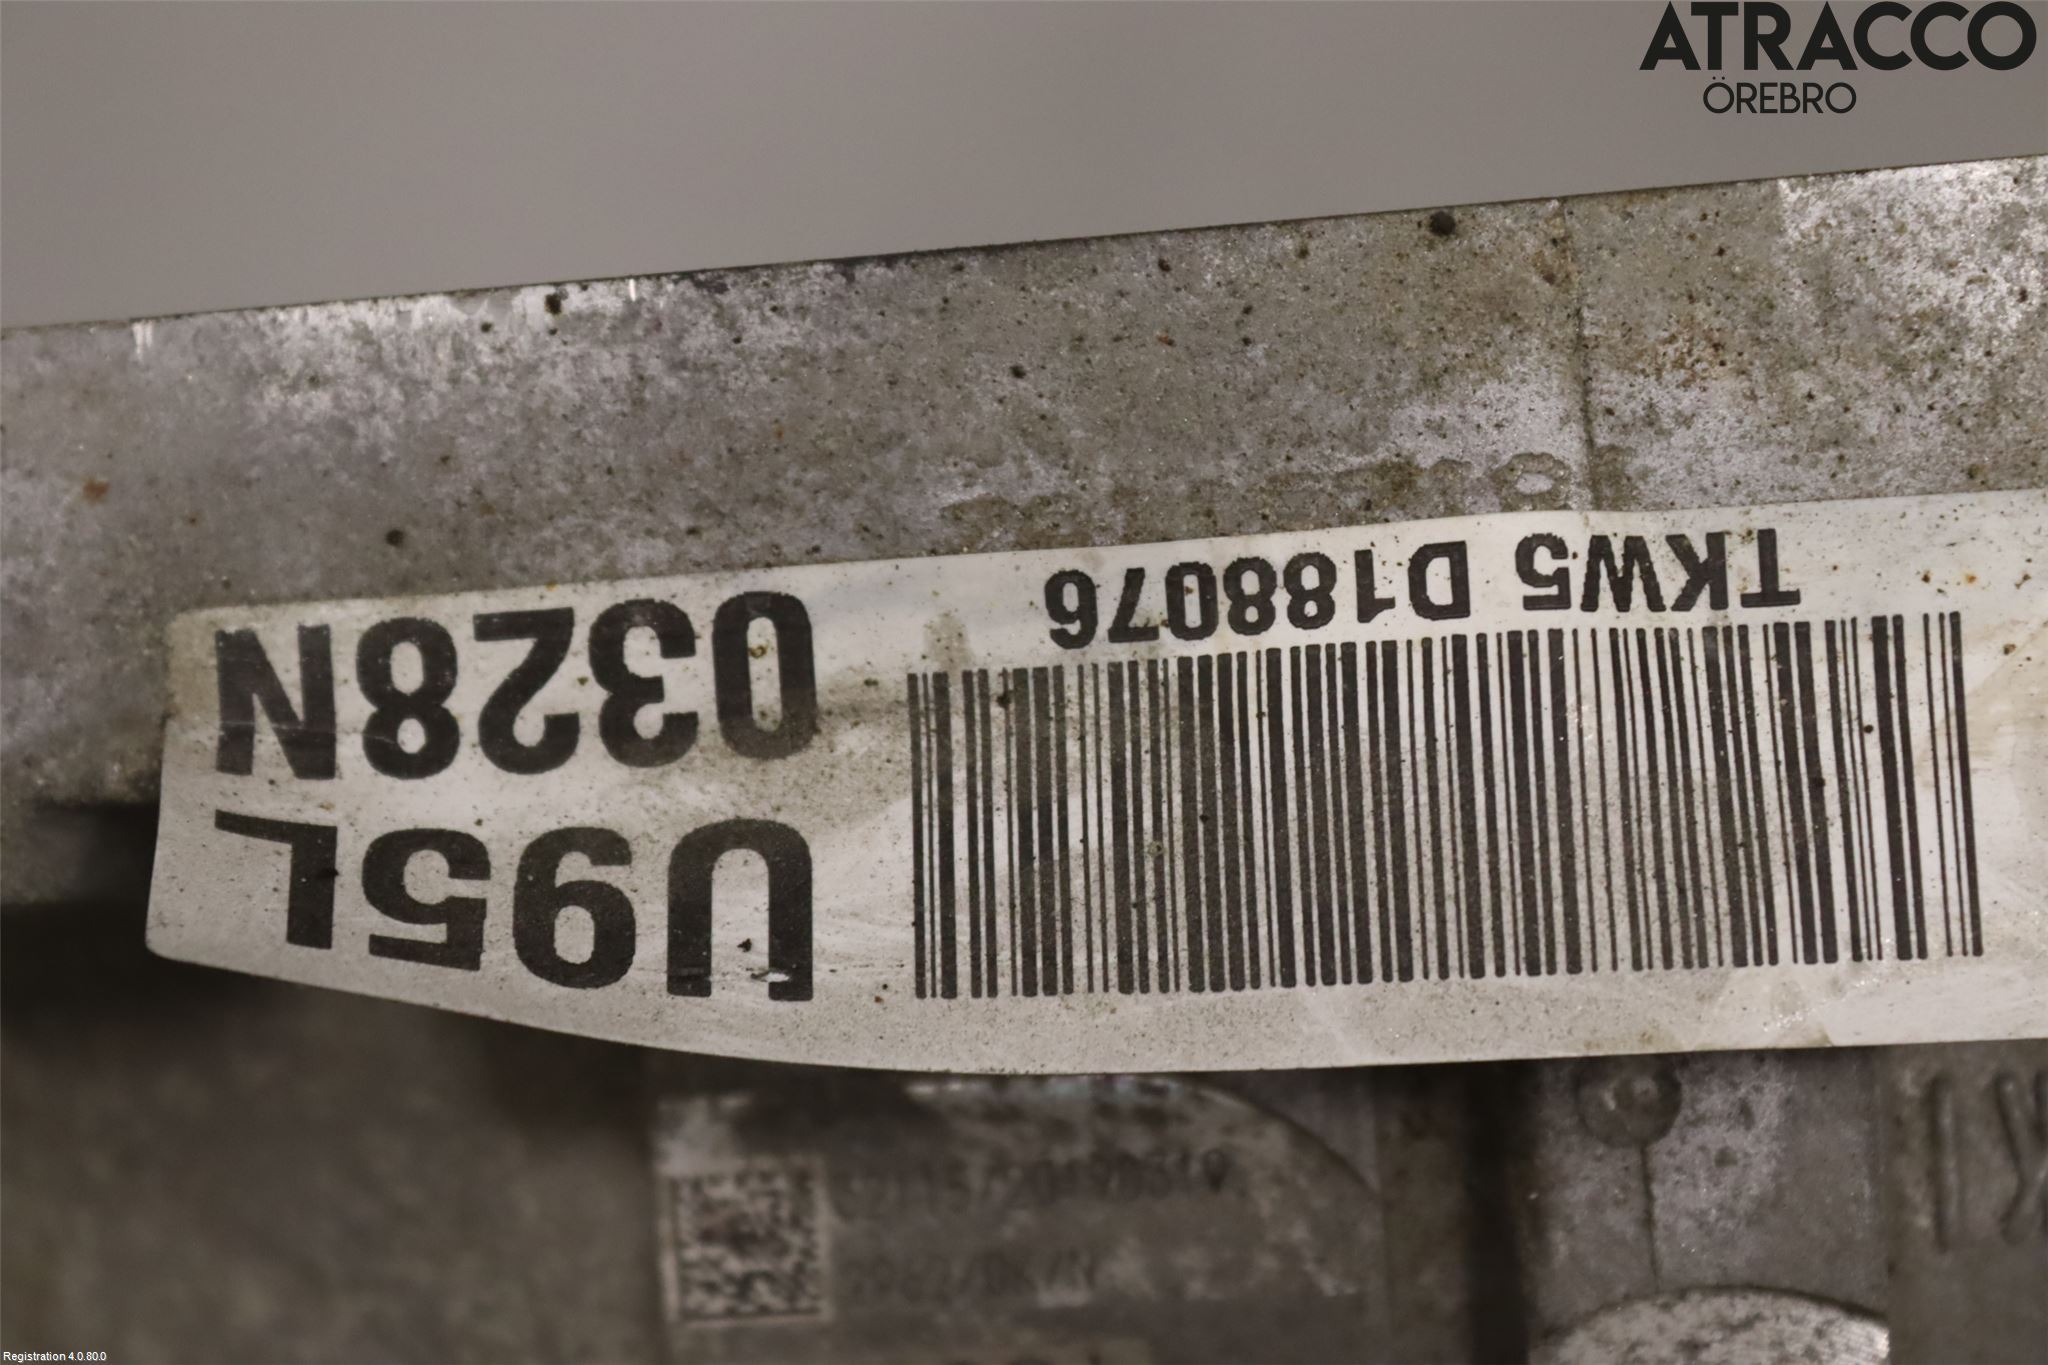 ATRACCO
ÖREBRO
U95L
0328N
TKW5 D188076
Registration 4.0.80.0